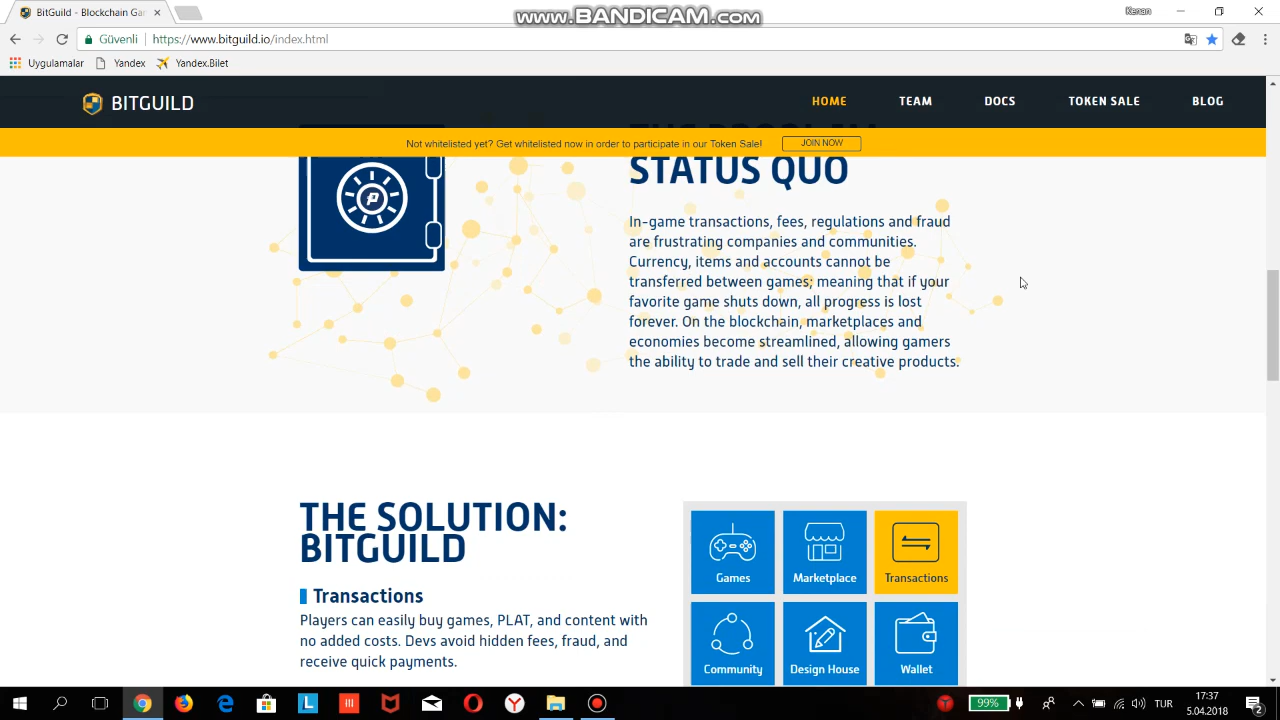 BitGuild - Blockchain Gar
www.BANDICAM.com
Kenan
Güvenli
https://www.bitguild.io/index.html
Uygulamalar
Yandex
Yandex.Bilet
BITGUILD
HOME
TEAM
DOCS
TOKEN SALE
BLOG
Not whitelisted yet? Get whitelisted now in order to participate in our Token Sale!
JOIN NOW
STATUS QUO
In-game transactions, fees, regulations and fraud
are frustrating companies and communities.
Currency, items and accounts cannot be
transferred between games; meaning that if your
favorite game shuts down, all progress is lost
forever. On the blockchain, marketplaces and
economies become streamlined, allowing gamers
the ability to trade and sell their creative products.
THE SOLUTION:
BITGUILD
Transactions
Players can easily buy games, PLAT, and content with
no added costs. Devs avoid hidden fees, fraud, and
receive quick payments.
Games
Marketplace
Transactions
Community
Design House
Wallet
99%
TUR
17:37
5.04.2018
2